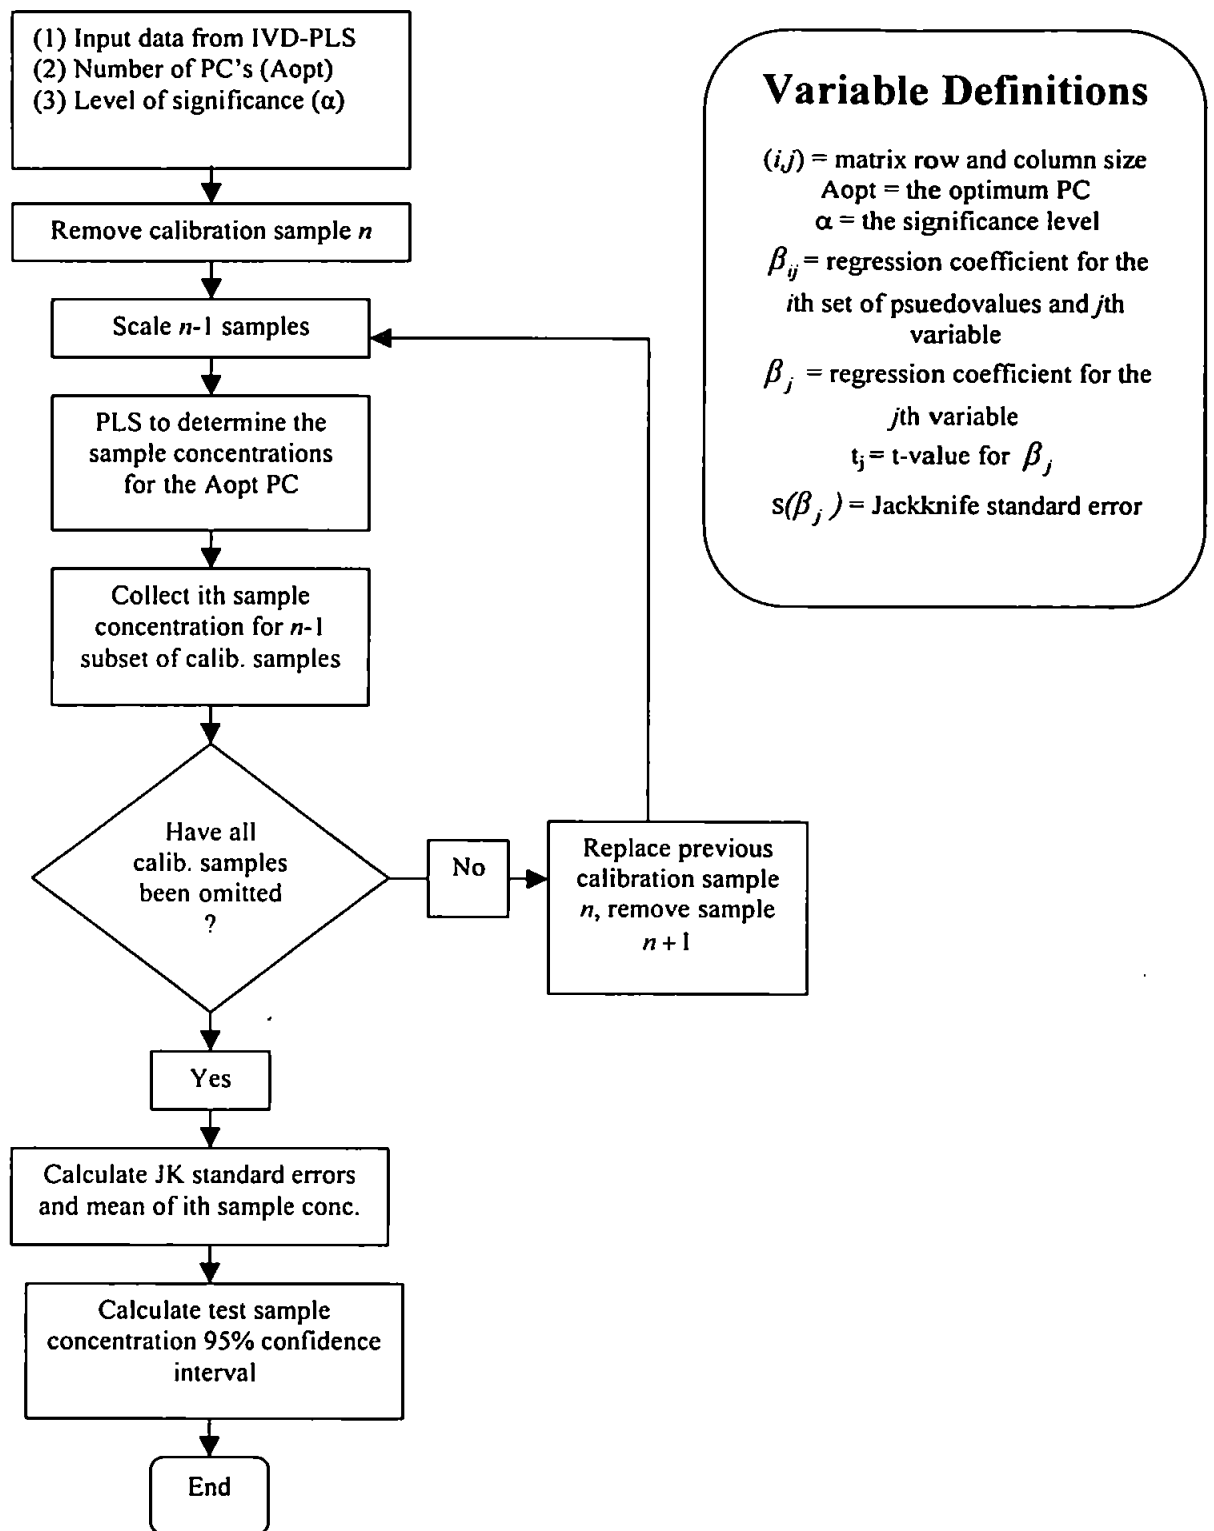 (1) Input data from IVD-PLS
(2) Number of PC's (Aopt)
(3) Level of significance (α)
Remove calibration sample n
Scale n-1 samples
PLS to determine the
sample concentrations
for the Aopt PC
Collect ith sample
concentration for n-1
subset of calib. samples
Have all
calib. samples
been omitted
?
No
Replace previous
calibration sample
n, remove sample
n + 1
Yes
Calculate JK standard errors
and mean of ith sample conc.
Calculate test sample
concentration 95% confidence
interval
End
Variable Definitions
(i,j) = matrix row and column size
Aopt = the optimum PC
α = the significance level
β_ij = regression coefficient for the
ith set of psuedovalues and jth
variable
β_j = regression coefficient for the
jth variable
t_j = t-value for β_j
s(β_j) = Jackknife standard error